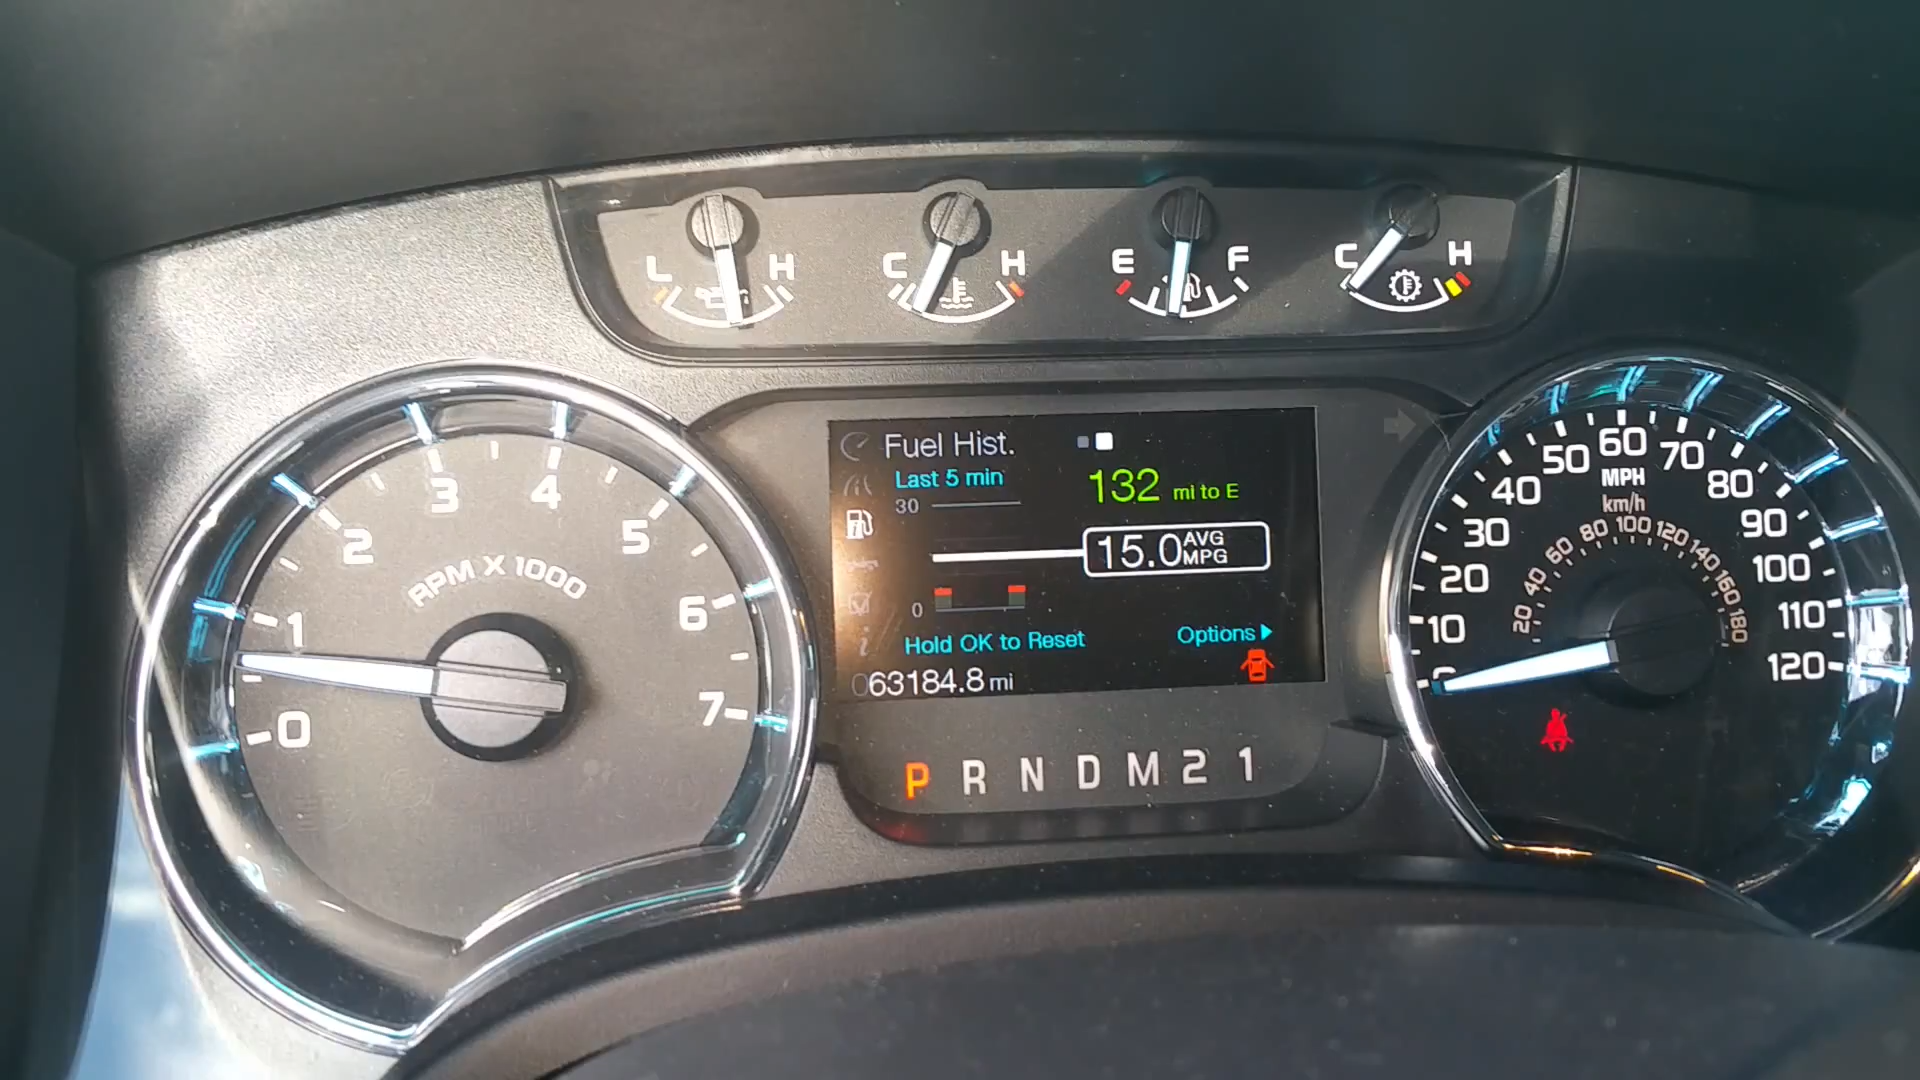 L H
C H
E F
C H
0 1 2 3 4 5 6 7
RPM X 1000
Fuel Hist.
Last 5 min
132 mi to E
30
15.0 AVG MPG
0
Hold OK to Reset
Options
063184.8 mi
P R N D M 2 1
10 20 30 40 50 60 70 80 90 100 110 120
MPH
km/h
20 40 60 80 100 120 140 160 180